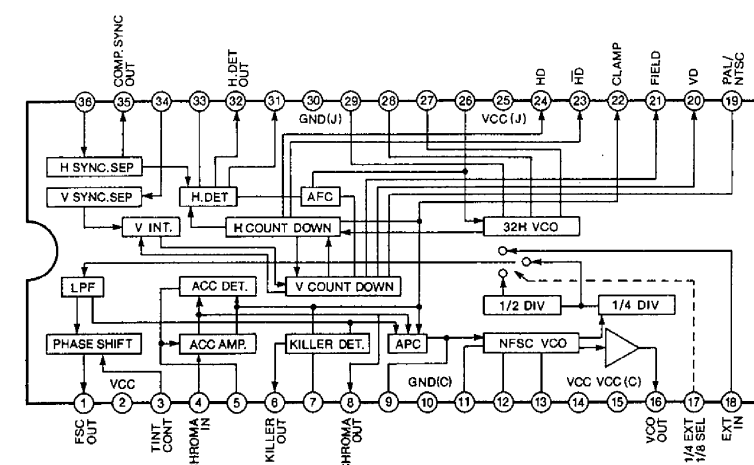 COMP. SYNC OUT
H. DET OUT
HD
HD
CLAMP
FIELD
VD
PAL/ NTSC
36 35 34 33 32 31 30 29 28 27 26 25 24 23 22 21 20 19
GND(J)
VCC (J)
H SYNC. SEP
V SYNC. SEP
H. DET
AFC
V INT.
H COUNT DOWN
32H VCO
LPF
ACC DET.
V COUNT DOWN
1/2 DIV
1/4 DIV
PHASE SHIFT
ACC AMP.
KILLER DET.
APC
NFSC VCO
VCC
GND(C)
VCC VCC (C)
1 2 3 4 5 6 7 8 9 10 11 12 13 14 15 16 17 18
FSC OUT
TINT CONT
HROMA IN
KILLER OUT
HROMA OUT
VCO OUT
1/4 EXT 1/8 SEL
EXT IN